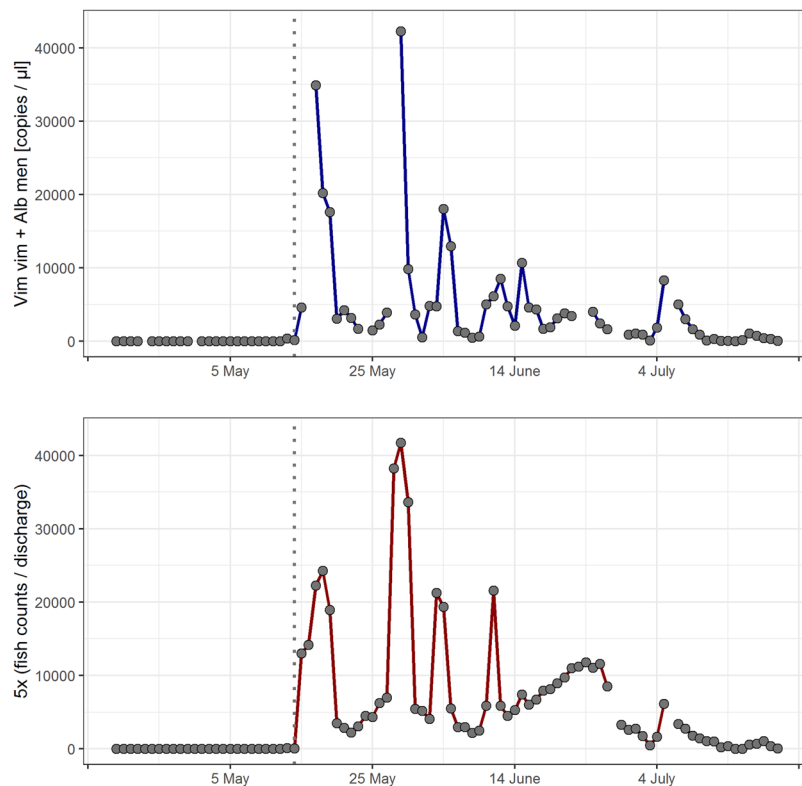 Vim vim + Alb men [copies / µl]
40000
30000
20000
10000
0
5 May 25 May 14 June 4 July
5x (fish counts / discharge)
40000
30000
20000
10000
0
5 May 25 May 14 June 4 July